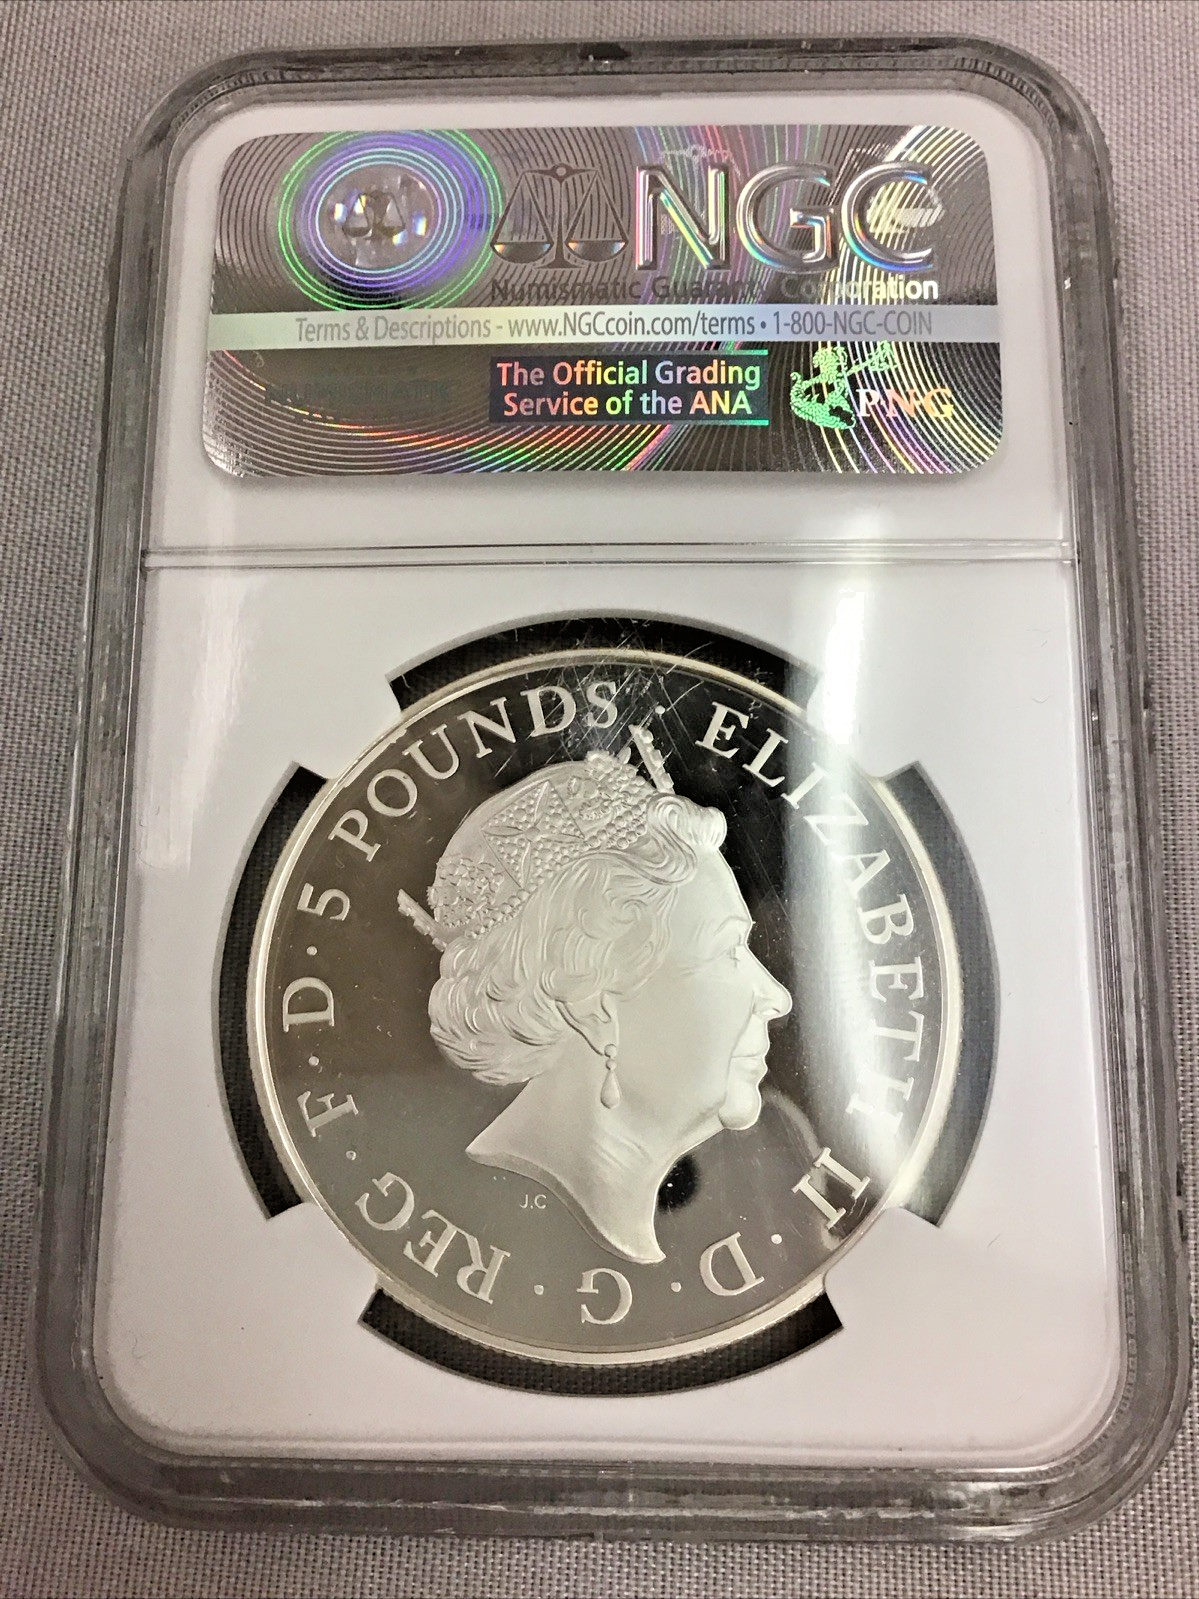 NGC
Numismatic Guaranty Corporation
Terms & Descriptions - www.NGCcoin.com/terms • 1-800-NGC-COIN
The Official Grading
Service of the ANA
PNG
ELIZABETH II · D · G · REG · F · D · 5 POUNDS ·
J.C